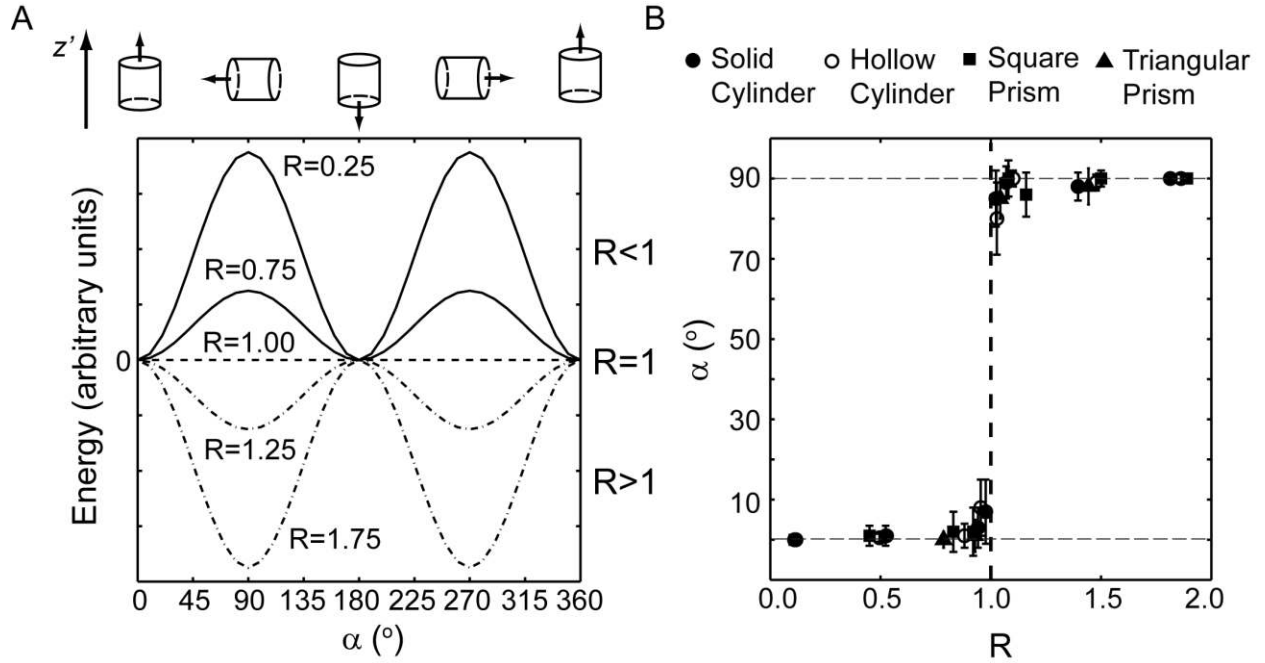 A
z'
R=0.25
R=0.75
R=1.00
R=1.25
R=1.75
R<1
R=1
R>1
0
Energy (arbitrary units)
0 45 90 135 180 225 270 315 360
α (°)
B
Solid Cylinder
Hollow Cylinder
Square Prism
Triangular Prism
90
70
50
30
10
α (°)
0.0 0.5 1.0 1.5 2.0
R